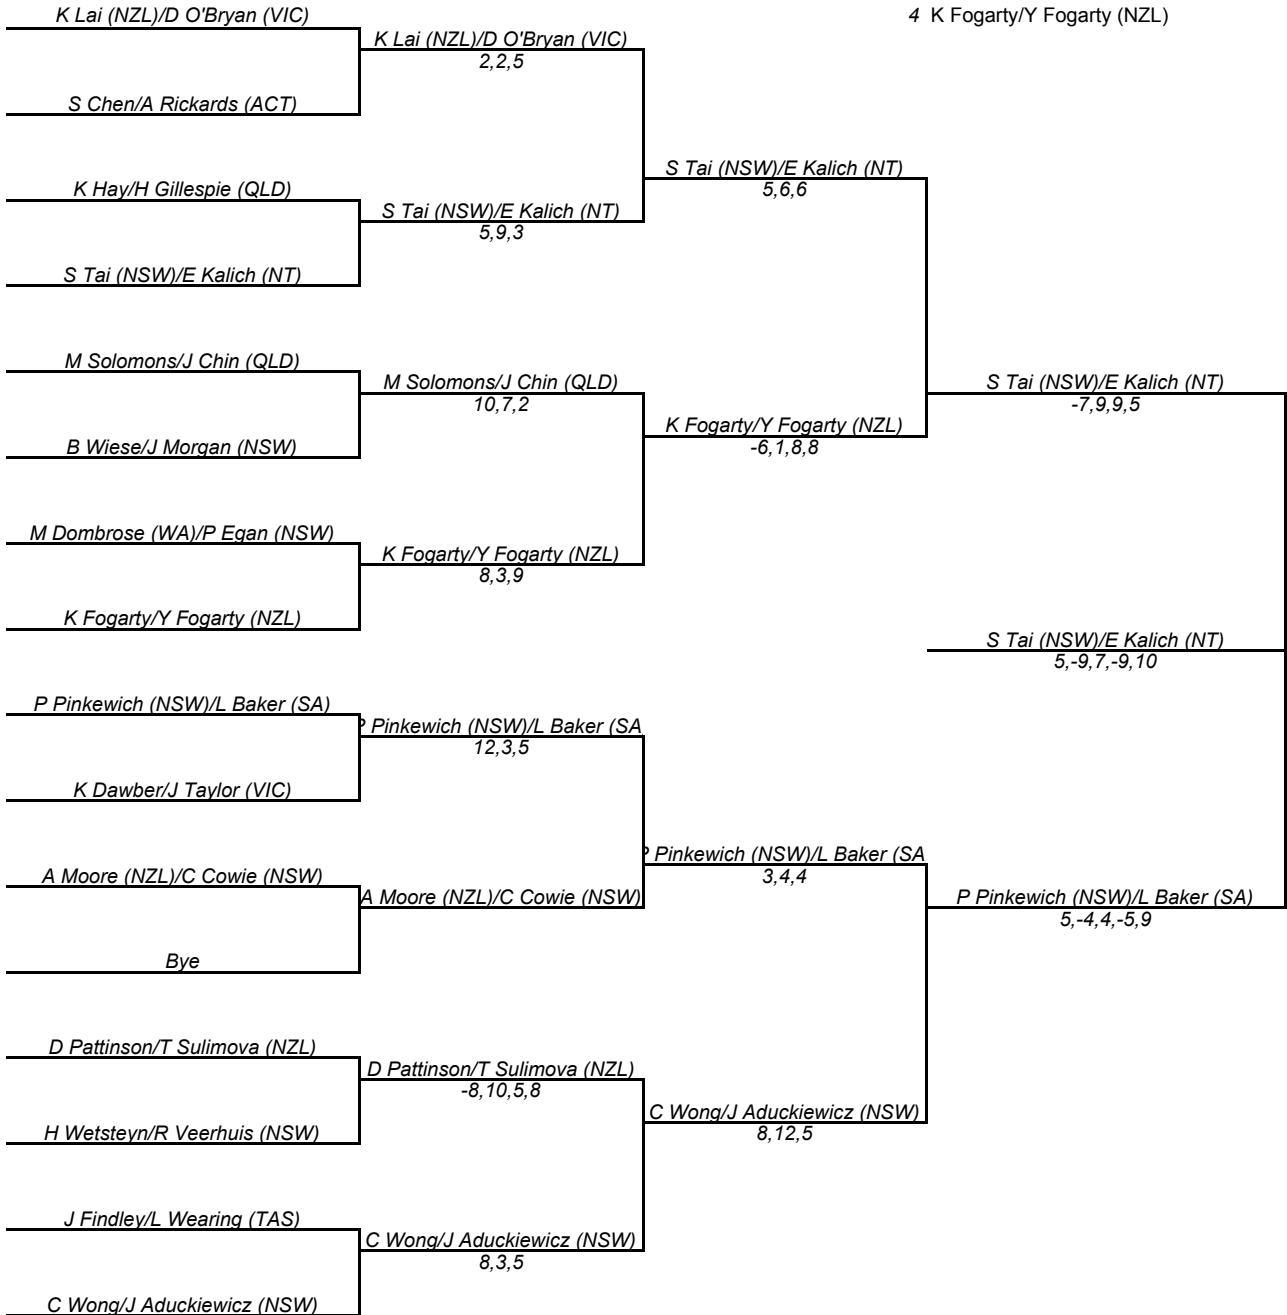 K Lai (NZL)/D O'Bryan (VIC)
4 K Fogarty/Y Fogarty (NZL)
K Lai (NZL)/D O'Bryan (VIC)
2,2,5
S Chen/A Rickards (ACT)
S Tai (NSW)/E Kalich (NT)
5,6,6
K Hay/H Gillespie (QLD)
S Tai (NSW)/E Kalich (NT)
5,9,3
S Tai (NSW)/E Kalich (NT)
M Solomons/J Chin (QLD)
M Solomons/J Chin (QLD)
10,7,2
S Tai (NSW)/E Kalich (NT)
-7,9,9,5
B Wiese/J Morgan (NSW)
K Fogarty/Y Fogarty (NZL)
-6,1,8,8
M Dombrose (WA)/P Egan (NSW)
K Fogarty/Y Fogarty (NZL)
8,3,9
K Fogarty/Y Fogarty (NZL)
S Tai (NSW)/E Kalich (NT)
5,-9,7,-9,10
P Pinkewich (NSW)/L Baker (SA)
P Pinkewich (NSW)/L Baker (SA
12,3,5
K Dawber/J Taylor (VIC)
P Pinkewich (NSW)/L Baker (SA
3,4,4
A Moore (NZL)/C Cowie (NSW)
A Moore (NZL)/C Cowie (NSW)
P Pinkewich (NSW)/L Baker (SA)
5,-4,4,-5,9
Bye
D Pattinson/T Sulimova (NZL)
D Pattinson/T Sulimova (NZL)
-8,10,5,8
H Wetsteyn/R Veerhuis (NSW)
C Wong/J Aduckiewicz (NSW)
8,12,5
J Findley/L Wearing (TAS)
C Wong/J Aduckiewicz (NSW)
8,3,5
C Wong/J Aduckiewicz (NSW)